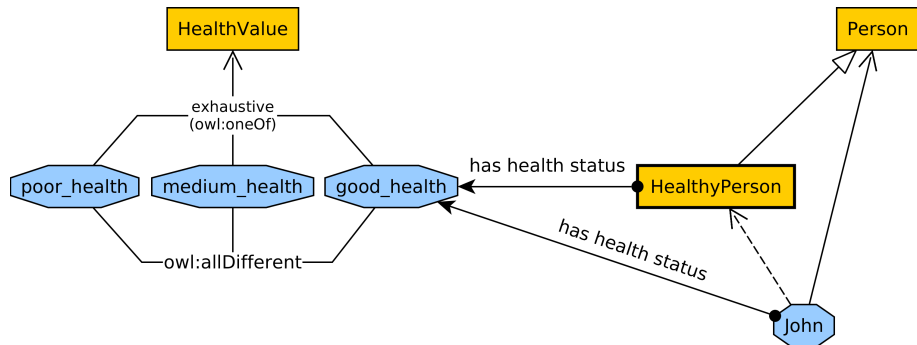 HealthValue
Person
exhaustive
(owl:oneOf)
poor_health
medium_health
good_health
has health status
HealthyPerson
has health status
owl:allDifferent
John